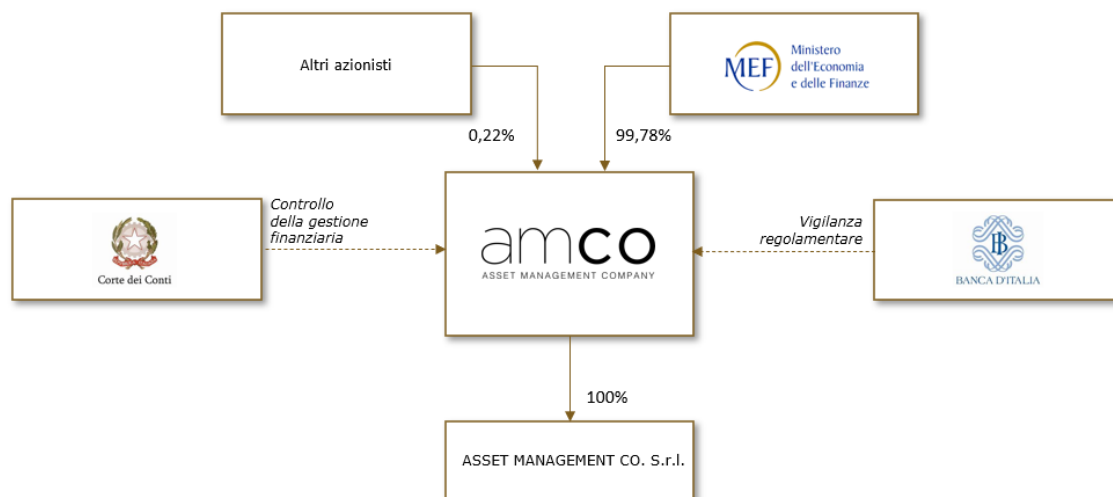 Altri azionisti
MEF
Ministero
dell'Economia
e delle Finanze
0,22%
99,78%
Controllo
della gestione
finanziaria
Corte dei Conti
amco
ASSET MANAGEMENT COMPANY
Vigilanza
regolamentare
BANCA D'ITALIA
100%
ASSET MANAGEMENT CO. S.r.l.